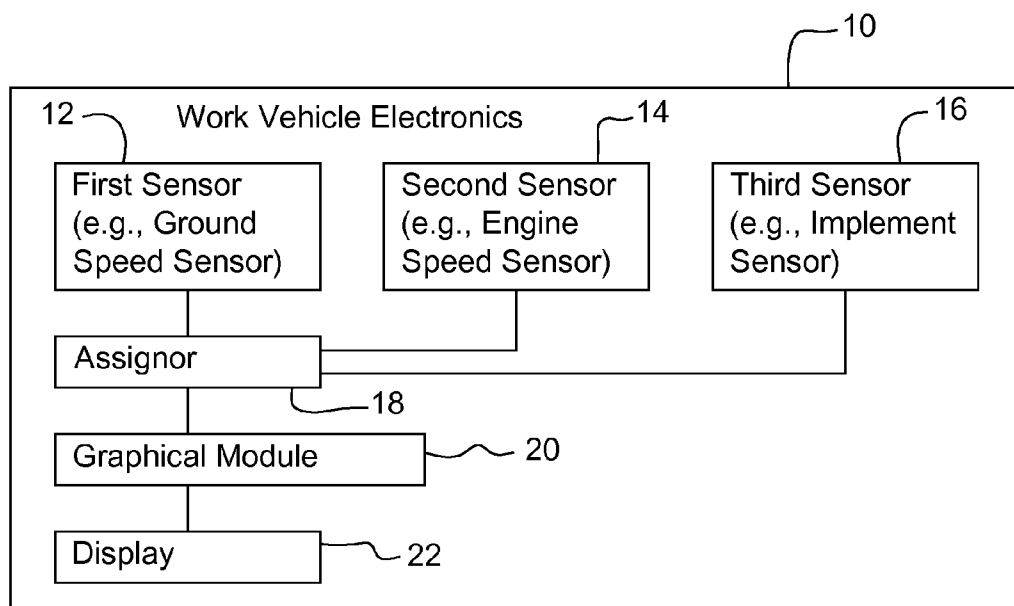 10
Work Vehicle Electronics
12
14
16
First Sensor
(e.g., Ground
Speed Sensor)
Second Sensor
(e.g., Engine
Speed Sensor)
Third Sensor
(e.g., Implement
Sensor)
Assignor
18
Graphical Module
20
Display
22